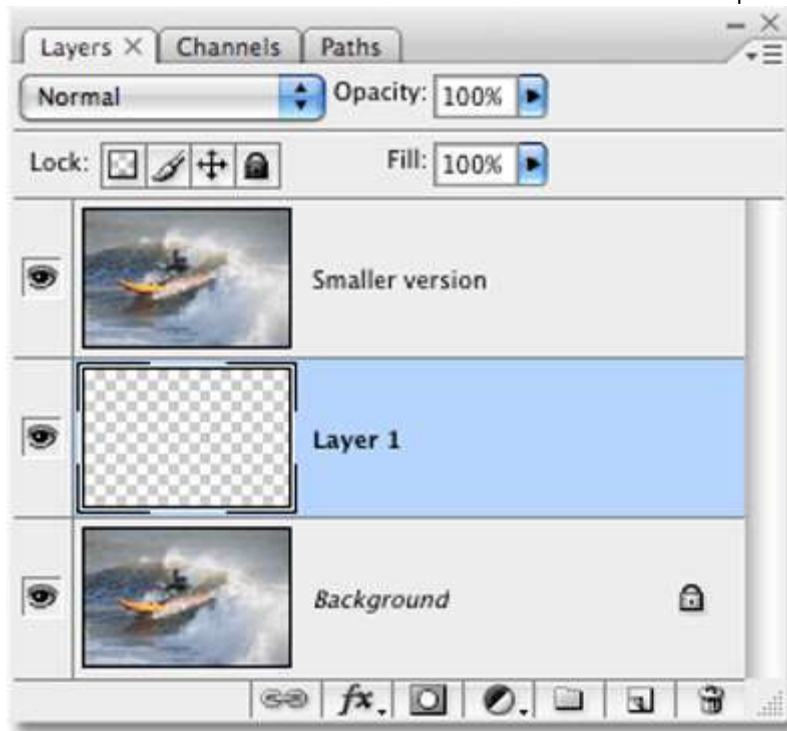 Layers Channels Paths
Normal Opacity: 100%
Lock: Fill: 100%
Smaller version
Layer 1
Background
fx.